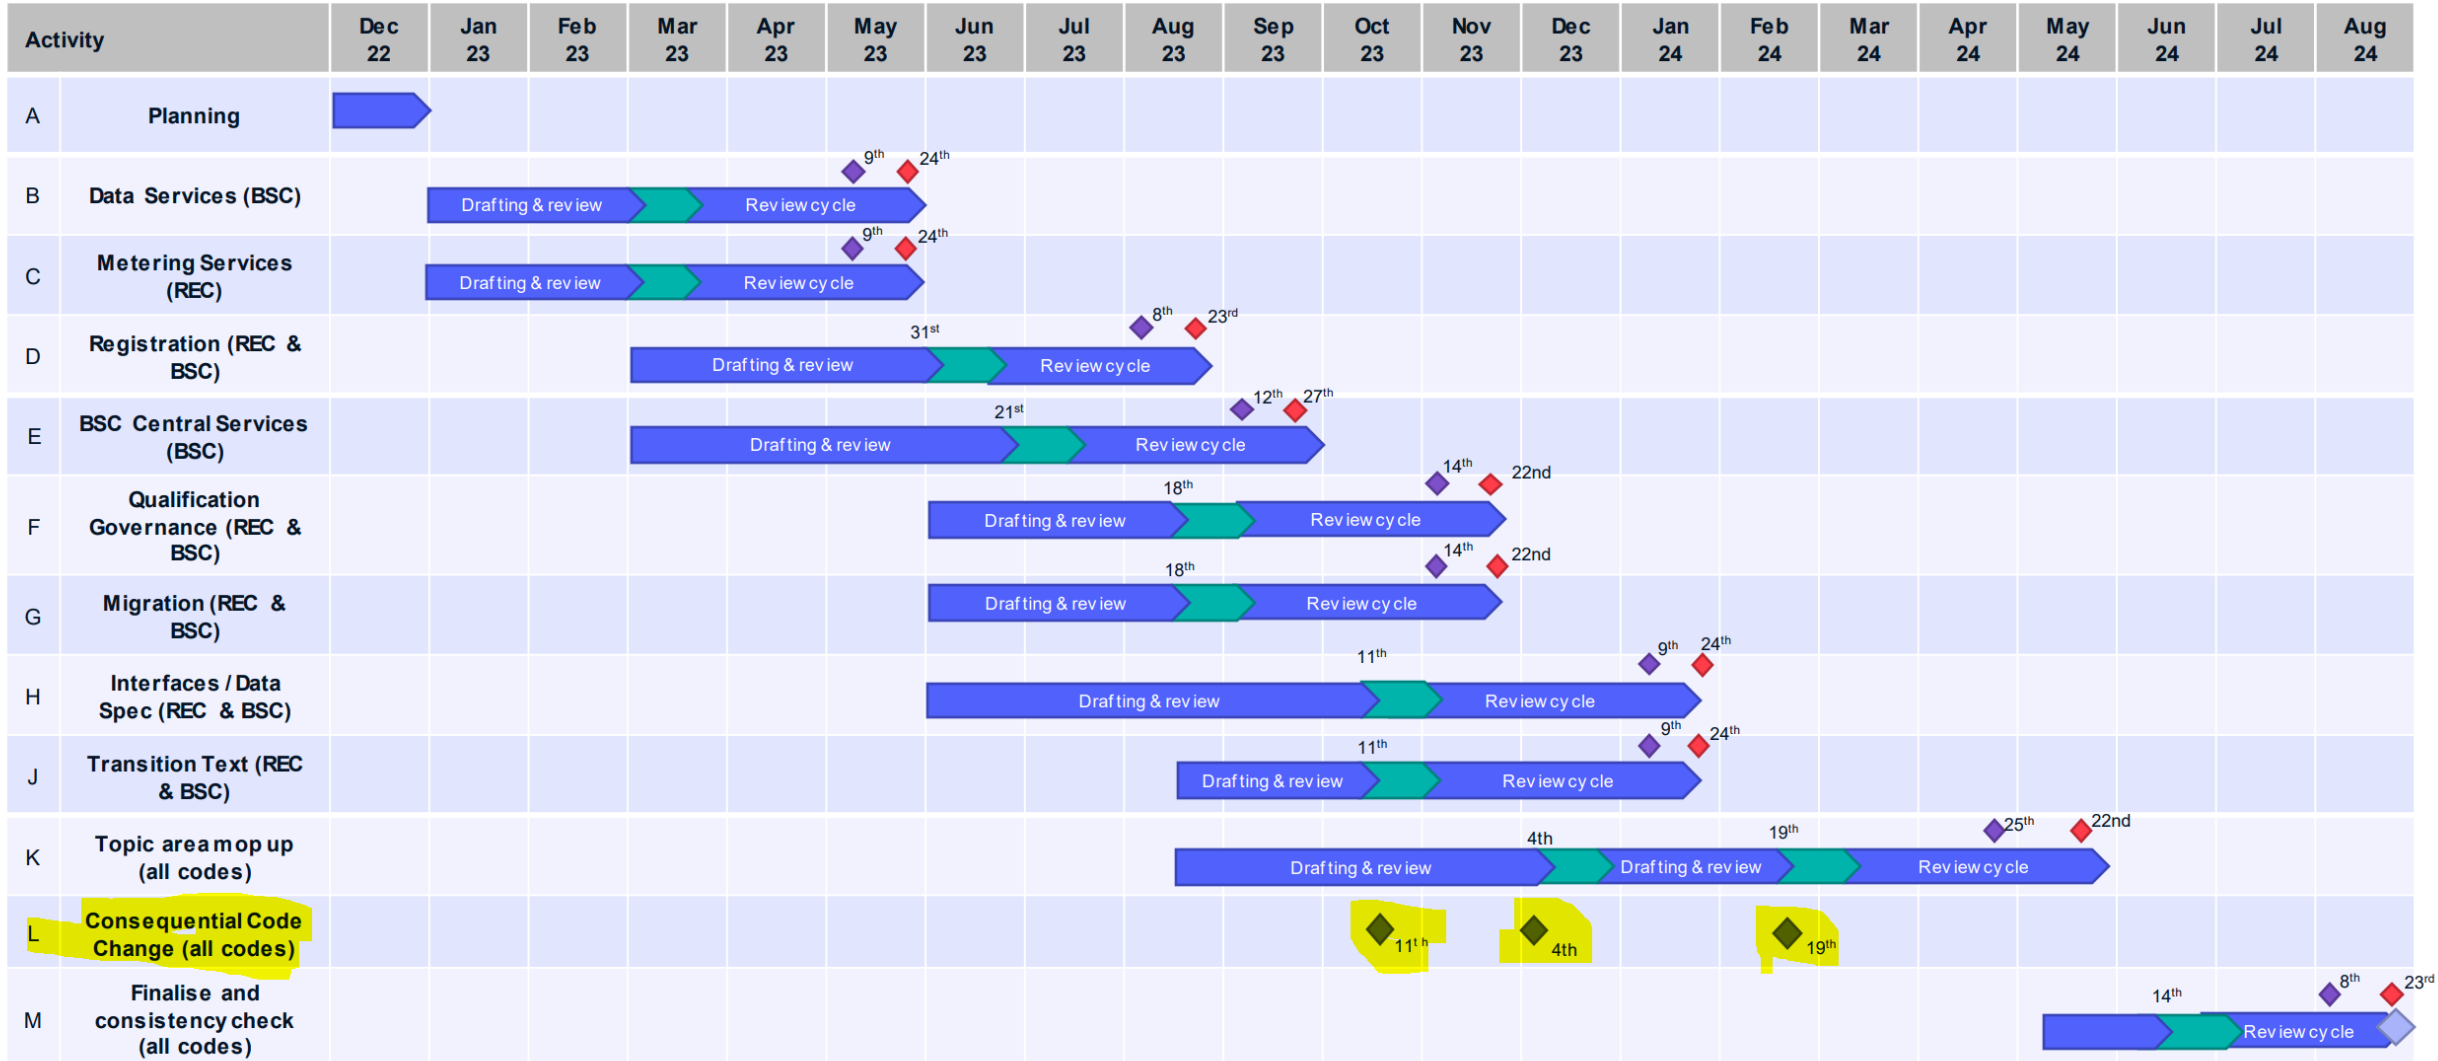 Activity
Dec 22
Jan 23
Feb 23
Mar 23
Apr 23
May 23
Jun 23
Jul 23
Aug 23
Sep 23
Oct 23
Nov 23
Dec 23
Jan 24
Feb 24
Mar 24
Apr 24
May 24
Jun 24
Jul 24
Aug 24
A
Planning
B
Data Services (BSC)
9th
24th
Drafting & review
Review cycle
C
Metering Services
(REC)
9th
24th
Drafting & review
Review cycle
D
Registration (REC &
BSC)
31st
8th
23rd
Drafting & review
Review cycle
E
BSC Central Services
(BSC)
21st
12th
27th
Drafting & review
Review cycle
F
Qualification
Governance (REC &
BSC)
18th
14th
22nd
Drafting & review
Review cycle
G
Migration (REC &
BSC)
18th
14th
22nd
Drafting & review
Review cycle
H
Interfaces / Data
Spec (REC & BSC)
11th
9th
24th
Drafting & review
Review cycle
J
Transition Text (REC
& BSC)
11th
9th
24th
Drafting & review
Review cycle
K
Topic area mop up
(all codes)
4th
19th
25th
22nd
Drafting & review
Drafting & review
Review cycle
L
Consequential Code
Change (all codes)
11th
4th
19th
M
Finalise and
consistency check
(all codes)
14th
8th
23rd
Review cycle